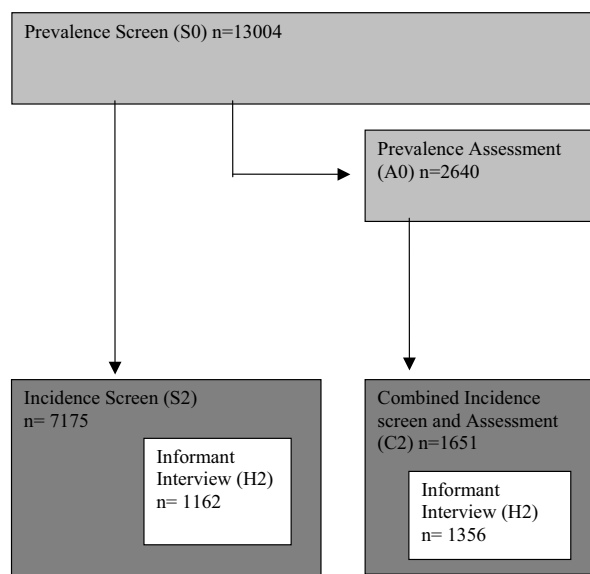 Prevalence Screen (S0) n=13004
Prevalence Assessment
(A0) n=2640
Incidence Screen (S2)
n= 7175
Informant
Interview (H2)
n= 1162
Combined Incidence
screen and Assessment
(C2) n=1651
Informant
Interview (H2)
n= 1356